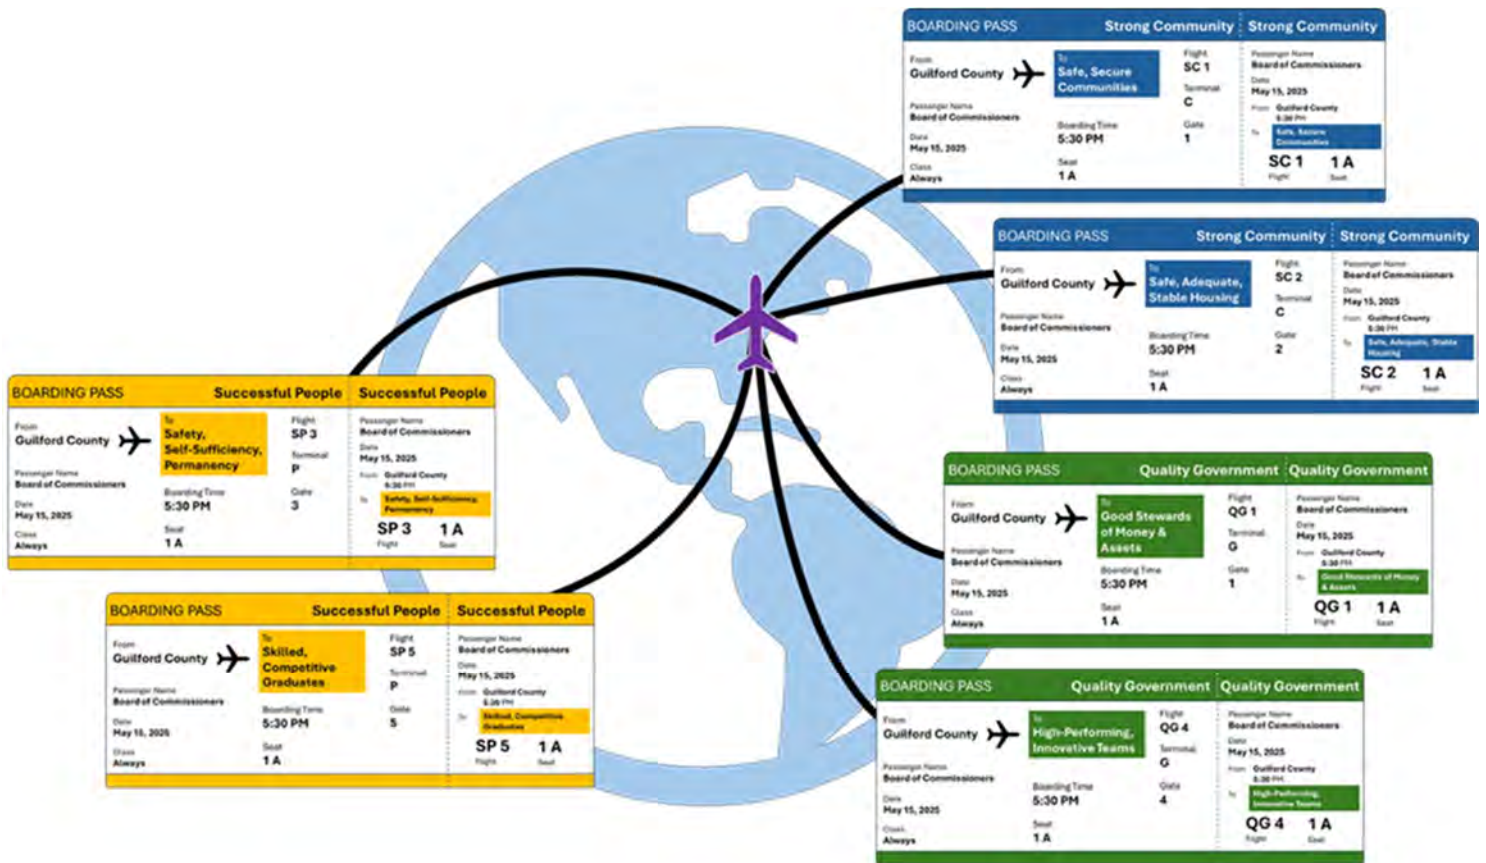 BOARDING PASS Strong Community Strong Community
From
Guilford County
To
Safe, Secure
Communities
Flight
SC 1
Terminal
C
Gate
1
Passenger Name
Board of Commissioners
Boarding Time
5:30 PM
Date
May 15, 2025
Seat
1 A
Class
Always
Passenger Name
Board of Commissioners
Date
May 15, 2025
From Guilford County
5:30 PM
To Safe, Secure
Communities
SC 1 1 A
Flight Seat
BOARDING PASS Strong Community Strong Community
From
Guilford County
To
Safe, Adequate,
Stable Housing
Flight
SC 2
Terminal
C
Gate
2
Passenger Name
Board of Commissioners
Boarding Time
5:30 PM
Date
May 15, 2025
Seat
1 A
Class
Always
Passenger Name
Board of Commissioners
Date
May 15, 2025
From Guilford County
5:30 PM
To Safe, Adequate, Stable
Housing
SC 2 1 A
Flight Seat
BOARDING PASS Successful People Successful People
From
Guilford County
To
Safety,
Self-Sufficiency,
Permanency
Flight
SP 3
Terminal
P
Gate
3
Passenger Name
Board of Commissioners
Boarding Time
5:30 PM
Date
May 15, 2025
Seat
1 A
Class
Always
Passenger Name
Board of Commissioners
Date
May 15, 2025
From Guilford County
5:30 PM
To Safety, Self-Sufficiency,
Permanency
SP 3 1 A
Flight Seat
BOARDING PASS Quality Government Quality Government
From
Guilford County
To
Good Stewards
of Money &
Assets
Flight
QG 1
Terminal
G
Gate
1
Passenger Name
Board of Commissioners
Boarding Time
5:30 PM
Date
May 15, 2025
Seat
1 A
Class
Always
Passenger Name
Board of Commissioners
Date
May 15, 2025
From Guilford County
5:30 PM
To Good Stewards of Money
& Assets
QG 1 1 A
Flight Seat
BOARDING PASS Successful People Successful People
From
Guilford County
To
Skilled,
Competitive
Graduates
Flight
SP 5
Terminal
P
Gate
5
Passenger Name
Board of Commissioners
Boarding Time
5:30 PM
Date
May 15, 2025
Seat
1 A
Class
Always
Passenger Name
Board of Commissioners
Date
May 15, 2025
From Guilford County
5:30 PM
To Skilled, Competitive
Graduates
SP 5 1 A
Flight Seat
BOARDING PASS Quality Government Quality Government
From
Guilford County
To
High-Performing,
Innovative Teams
Flight
QG 4
Terminal
G
Gate
4
Passenger Name
Board of Commissioners
Boarding Time
5:30 PM
Date
May 15, 2025
Seat
1 A
Class
Always
Passenger Name
Board of Commissioners
Date
May 15, 2025
From Guilford County
5:30 PM
To High-Performing,
Innovative Teams
QG 4 1 A
Flight Seat